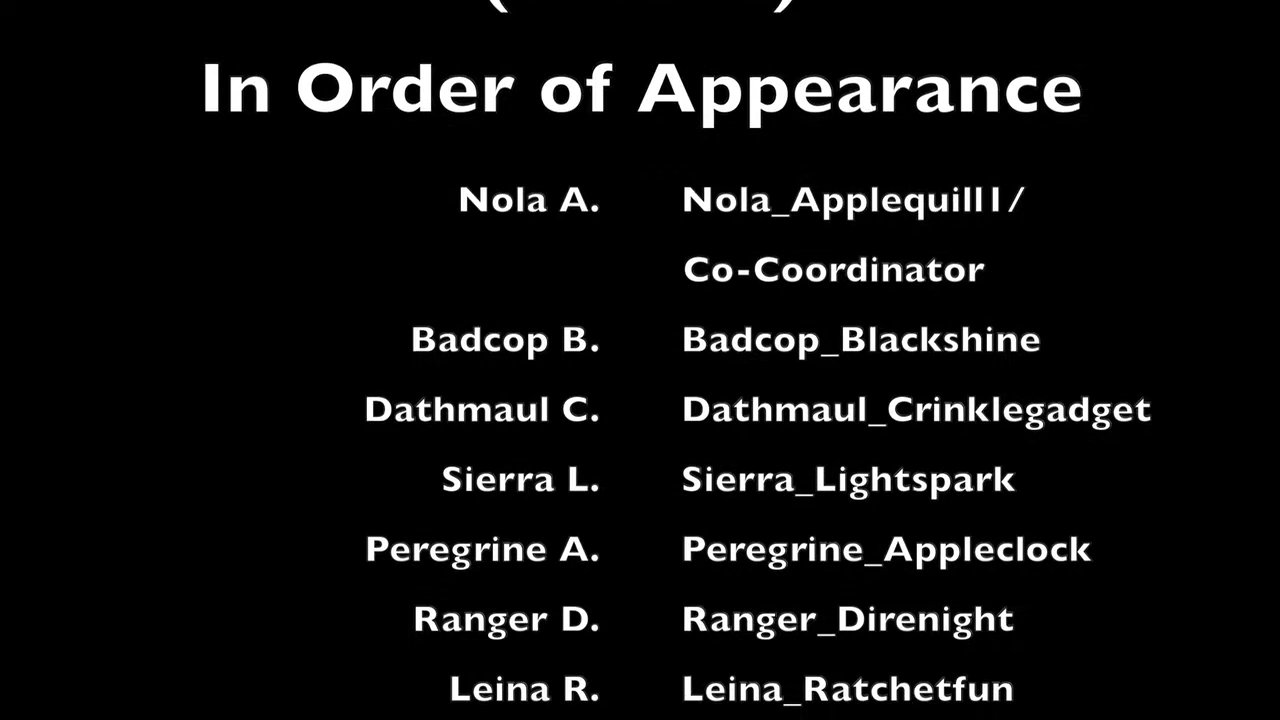 In Order of Appearance
Nola A. Nola_Applequill1/
Co-Coordinator
Badcop B. Badcop_Blackshine
Dathmaul C. Dathmaul_Crinklegadget
Sierra L. Sierra_Lightspark
Peregrine A. Peregrine_Appleclock
Ranger D. Ranger_Direnight
Leina R. Leina_Ratchetfun